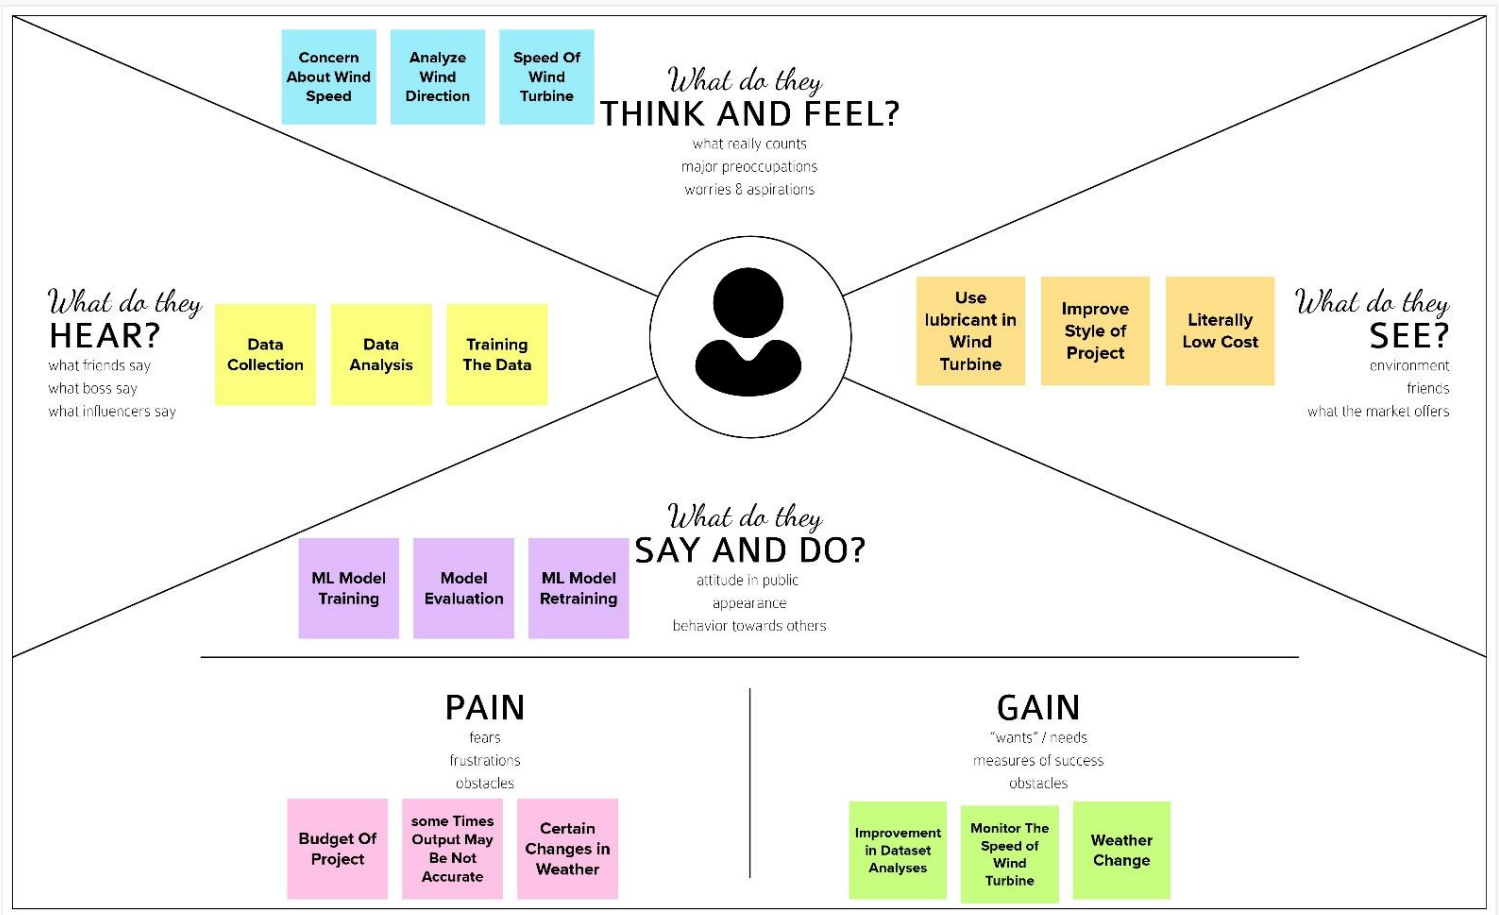 Concern
About Wind
Speed
Analyze
Wind
Direction
Speed Of
Wind
Turbine
What do they
THINK AND FEEL?
what really counts
major preoccupations
worries & aspirations
What do they
HEAR?
what friends say
what boss say
what influencers say
Data
Collection
Data
Analysis
Training
The Data
Use
lubricant in
Wind
Turbine
Improve
Style of
Project
Literally
Low Cost
What do they
SEE?
environment
friends
what the market offers
ML Model
Training
Model
Evaluation
ML Model
Retraining
What do they
SAY AND DO?
attitude in public
appearance
behavior towards others
PAIN
fears
frustrations
obstacles
Budget Of
Project
some Times
Output May
Be Not
Accurate
Certain
Changes in
Weather
GAIN
"wants" / needs
measures of success
obstacles
Improvement
in Dataset
Analyses
Monitor The
Speed of
Wind
Turbine
Weather
Change